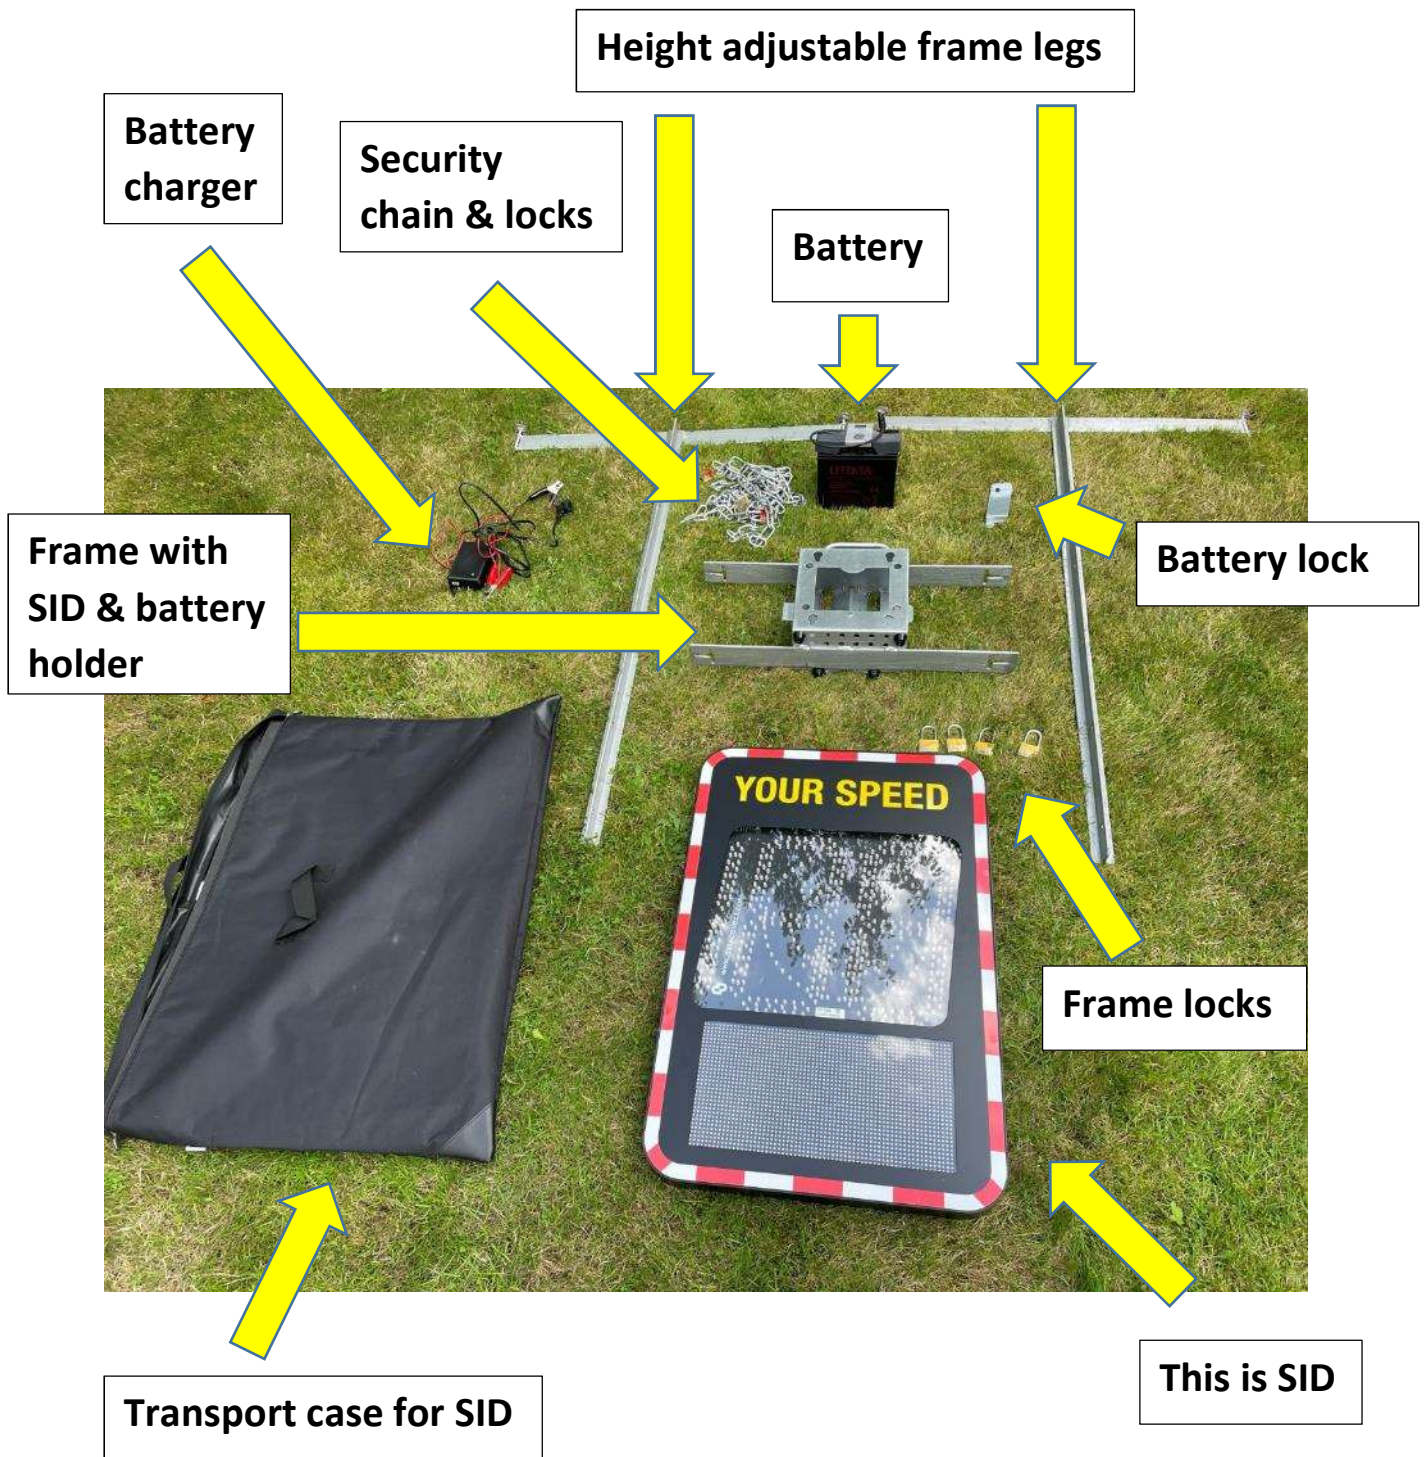 Height adjustable frame legs
Battery
charger
Security
chain & locks
Battery
Battery lock
Frame with
SID & battery
holder
YOUR SPEED
Frame locks
This is SID
Transport case for SID